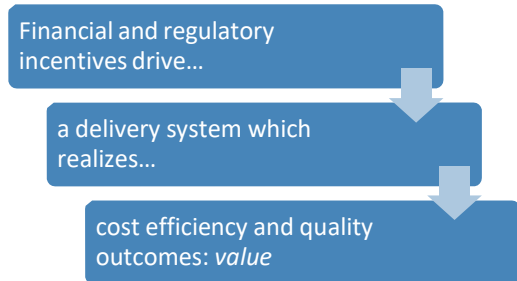 Financial and regulatory
incentives drive…
a delivery system which
realizes…
cost efficiency and quality
outcomes: value